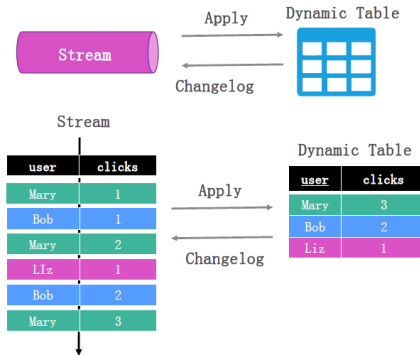 Dynamic Table
Apply
Stream
Changelog
Stream
Dynamic Table
user clicks
Mary 1
Bob 1
Mary 2
LIz 1
Bob 2
Mary 3
Apply
Changelog
user clicks
Mary 3
Bob 2
Liz 1